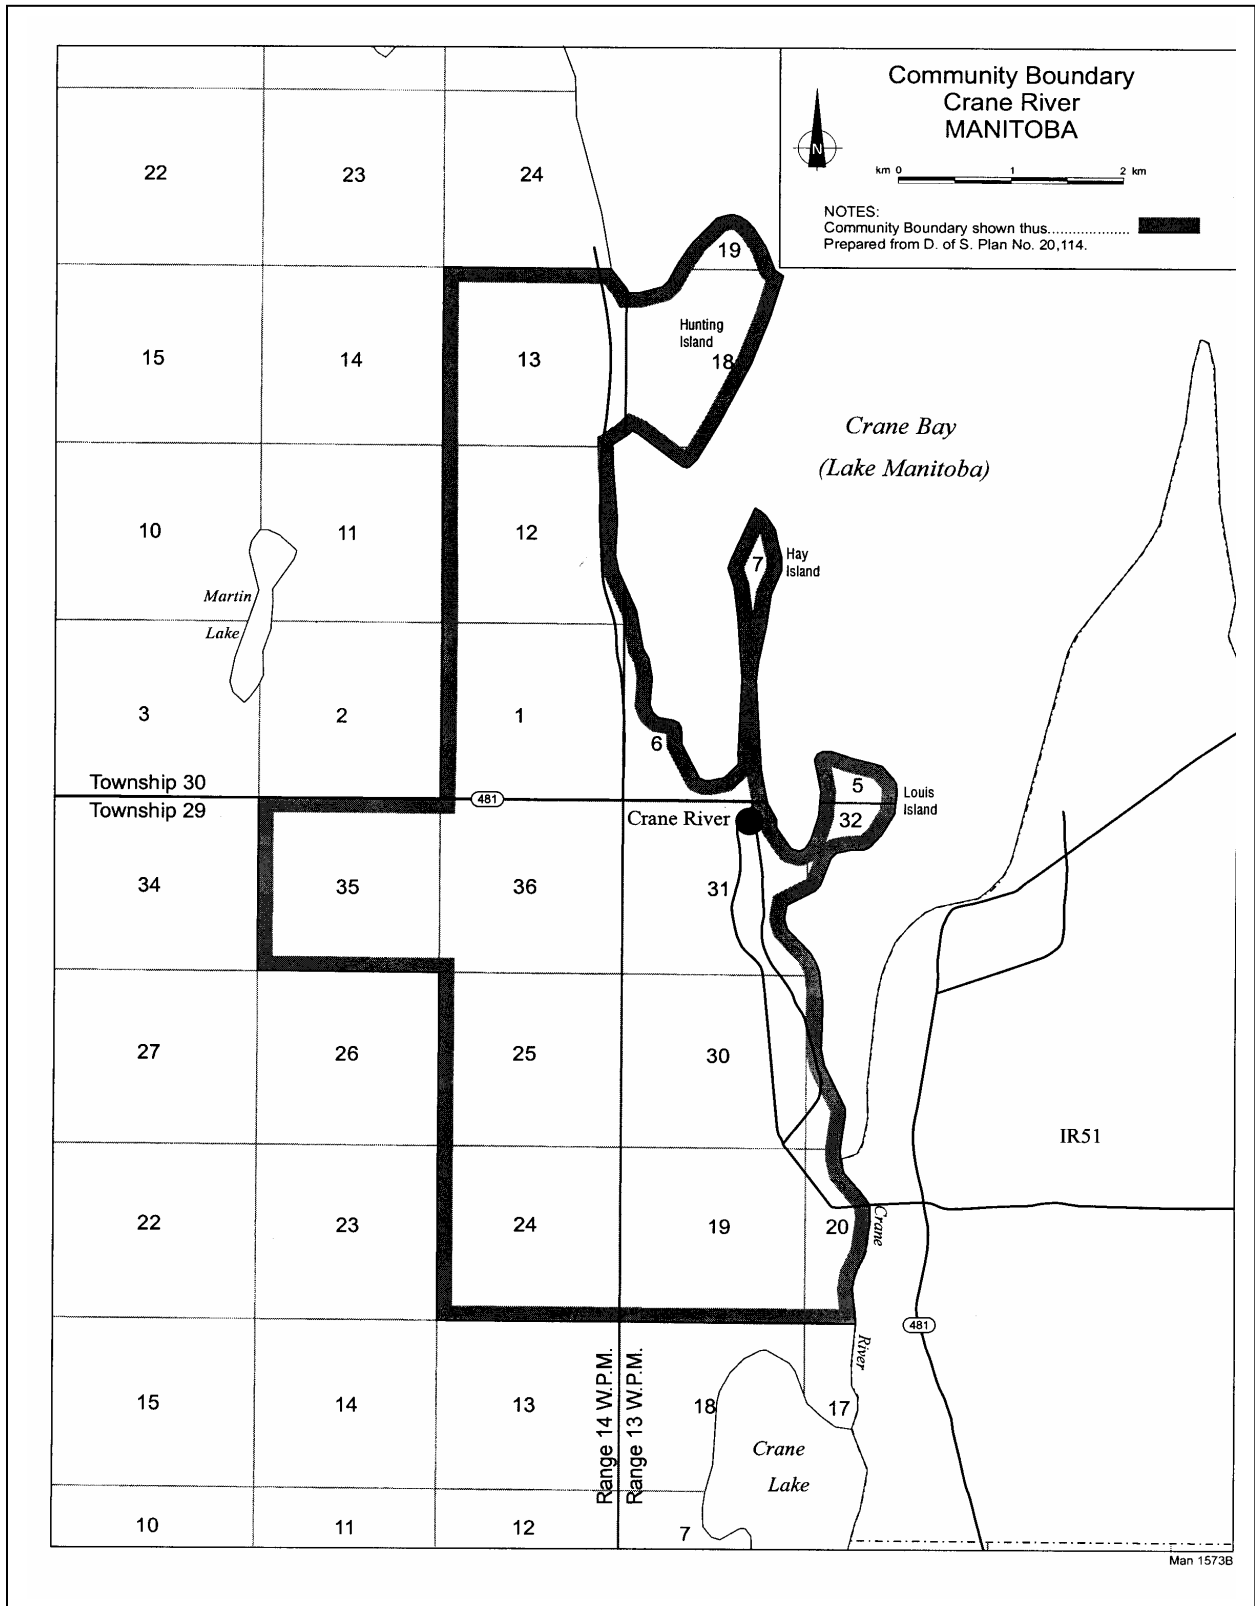 Community Boundary
Crane River
MANITOBA
N
km 0 1 2 km
NOTES:
Community Boundary shown thus....................
Prepared from D. of S. Plan No. 20,114.
22 23 24
19
Hunting
Island
15 14 13 18
Crane Bay
(Lake Manitoba)
10 11 12
7 Hay
Island
Martin
Lake
3 2 1 6
Township 30
481
5 Louis
Island
Township 29
Crane River 32
34 35 36 31
27 26 25 30
IR51
22 23 24 19 20
Crane
River
481
Range 14 W.P.M.
Range 13 W.P.M.
15 14 13 18 17
Crane
Lake
10 11 12 7
Man 1573B